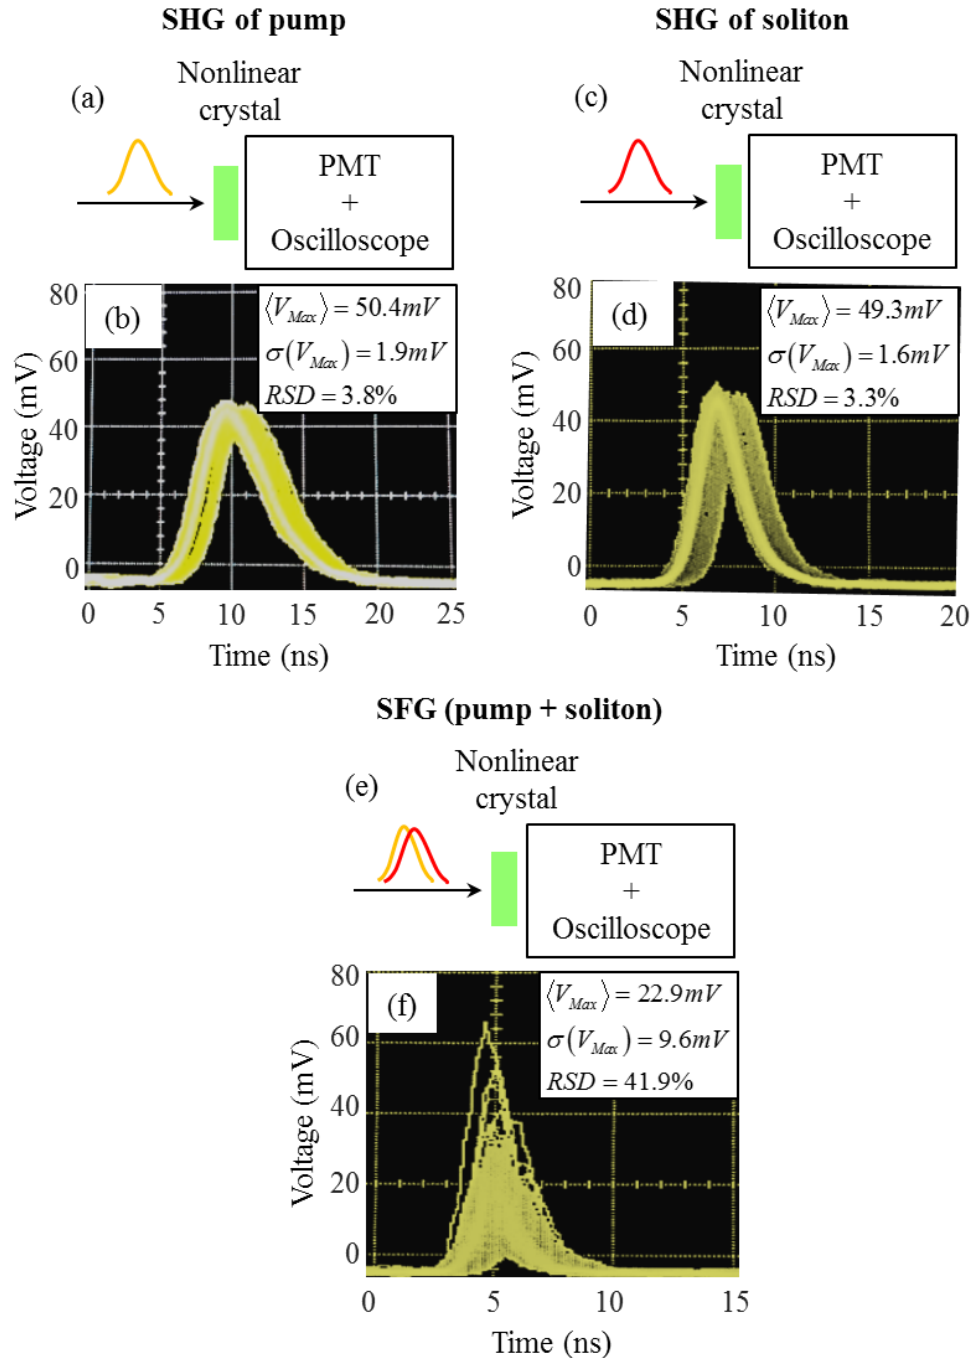 SHG of pump
Nonlinear
crystal
(a)
PMT
+
Oscilloscope
80
60
40
20
0
Voltage (mV)
(b)
⟨V_Max⟩ = 50.4mV
σ(V_Max) = 1.9mV
RSD = 3.8%
0 5 10 15 20 25
Time (ns)
SHG of soliton
Nonlinear
crystal
(c)
PMT
+
Oscilloscope
80
60
40
20
0
Voltage (mV)
(d)
⟨V_Max⟩ = 49.3mV
σ(V_Max) = 1.6mV
RSD = 3.3%
0 5 10 15 20
Time (ns)
SFG (pump + soliton)
Nonlinear
crystal
(e)
PMT
+
Oscilloscope
80
60
40
20
0
Voltage (mV)
(f)
⟨V_Max⟩ = 22.9mV
σ(V_Max) = 9.6mV
RSD = 41.9%
0 5 10 15
Time (ns)